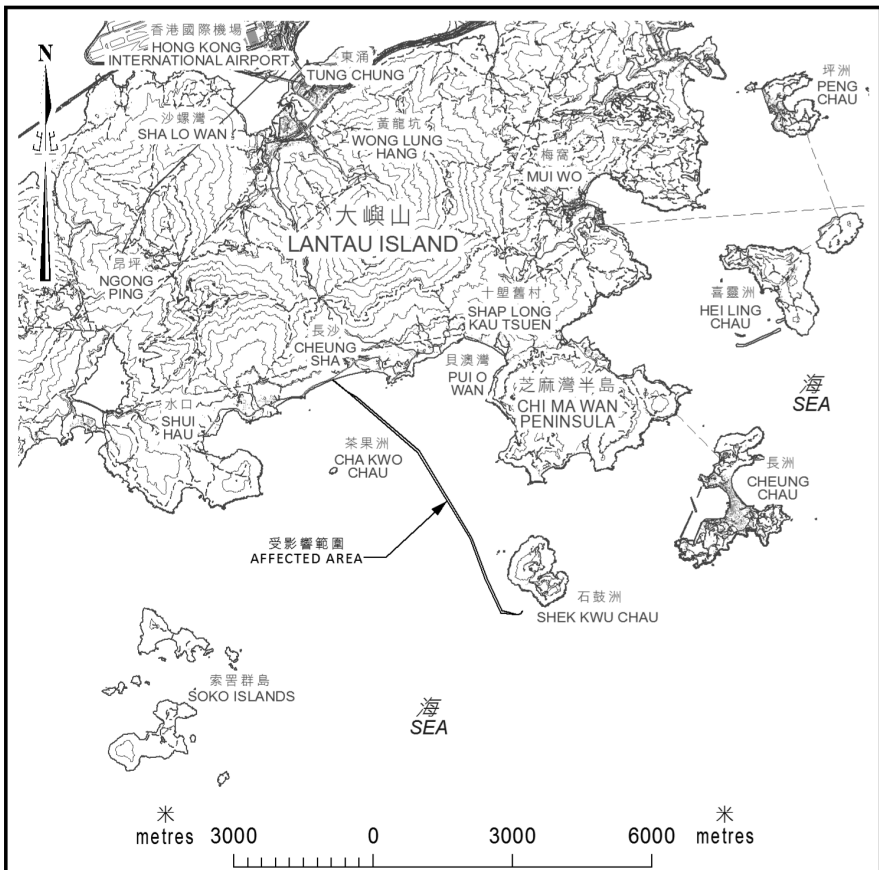 香港國際機場
HONG KONG
INTERNATIONAL AIRPORT
東涌
TUNG CHUNG
N
坪洲
PENG
CHAU
沙螺灣
SHA LO WAN
黃龍坑
WONG LUNG
HANG
梅窩
MUI WO
大嶼山
LANTAU ISLAND
昂坪
NGONG
PING
十塱舊村
SHAP LONG
KAU TSUEN
喜靈洲
HEI LING
CHAU
長沙
CHEUNG
SHA
貝澳灣
PUI O
WAN
芝麻灣半島
CHI MA WAN
PENINSULA
海
SEA
水口
SHUI
HAU
茶果洲
CHA KWO
CHAU
長洲
CHEUNG
CHAU
受影響範圍
AFFECTED AREA
石鼓洲
SHEK KWU CHAU
索罟群島
SOKO ISLANDS
海
SEA
米
metres
3000 0 3000 6000
米
metres